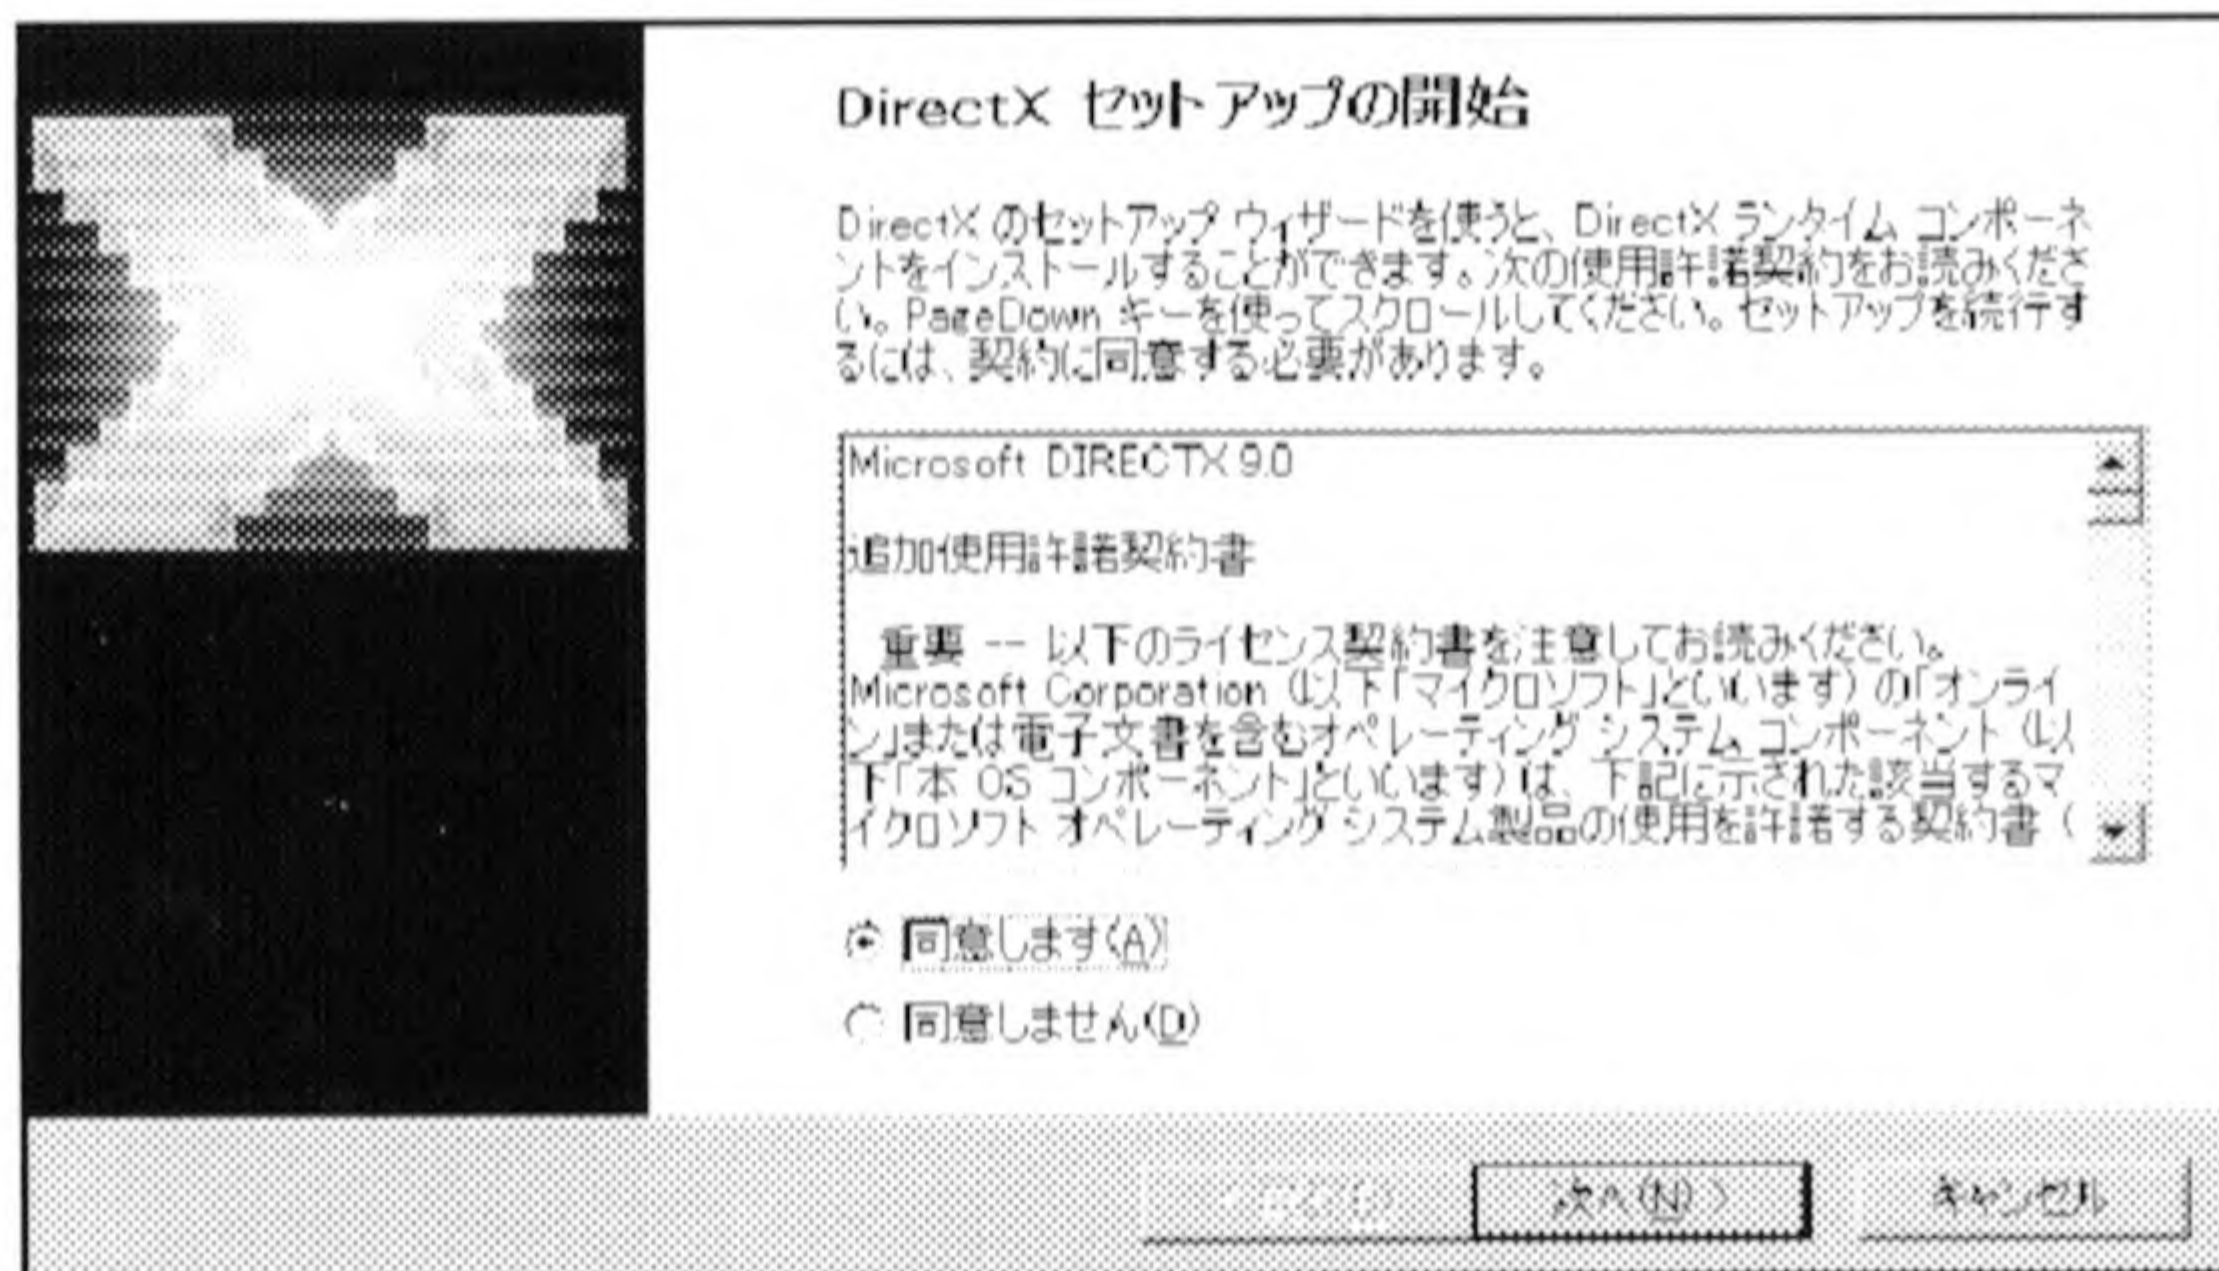 DirectX セットアップの開始
DirectX のセットアップ ウィザードを使うと、DirectX ランタイム コンポーネ
ントをインストールすることができます。次の使用許諾契約をお読みくださ
い。PageDown キーを使ってスクロールしてください。セットアップを続行す
るには、契約に同意する必要があります。
Microsoft DIRECTX 9.0
追加使用許諾契約書
重要 -- 以下のライセンス契約書を注意してお読みください。
Microsoft Corporation (以下「マイクロソフト」といいます) の「オンライ
ン」または電子文書を含むオペレーティング システム コンポーネント (以
下「本 OS コンポーネント」といいます) は、下記に示された該当するマ
イクロソフト オペレーティング システム製品の使用を許諾する契約書 (
同意します(A)
同意しません(D)
次へ(N) >
キャンセル